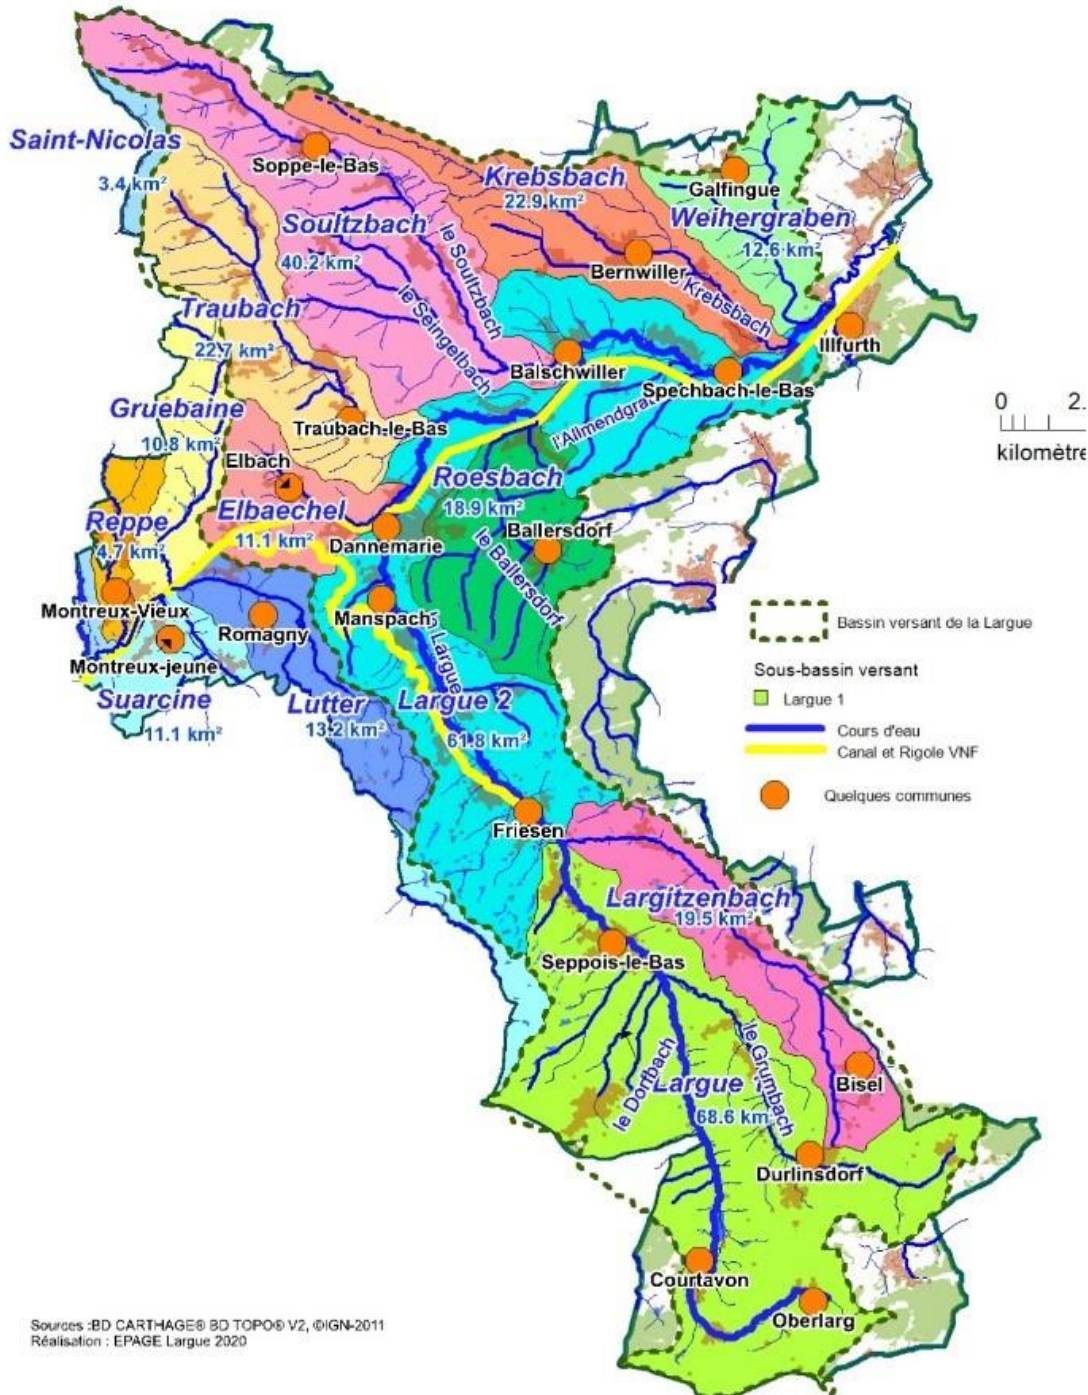 Saint-Nicolas
3.4 km²
Soppe-le-Bas
Krebsbach
22.9 km²
Galfingue
Weihergraben
12.6 km²
Soultzbach
40.2 km²
le Soultzbach
Bernwiller
Krebsbach
le Seingelbach
Traubach
22.7 km²
Illfurth
Balschwiller
Spechbach-le-Bas
Gruebaine
10.8 km²
Traubach-le-Bas
0 2.
kilomètre
Elbach
Roesbach
18.9 km²
Reppe
4.7 km²
Elbaechel
11.1 km²
Dannemarie
Ballersdorf
le Ballersdorf
Montreux-Vieux
Romagny
Manspach
Largue
Bassin versant de la Largue
Montreux-jeune
Sous-bassin versant
Suarcine
11.1 km²
Lutter
13.2 km²
Largue 2
61.8 km²
Largue 1
Cours d'eau
Canal et Rigole VNF
Quelques communes
Friesen
Largitzenbach
19.5 km²
Seppois-le-Bas
le Dorfbach
le Grumbach
Largue
68.6 km
Bisel
Durlinsdorf
Courtavon
Oberlarg
Sources :BD CARTHAGE® BD TOPO® V2, ©IGN-2011
Réalisation : EPAGE Largue 2020